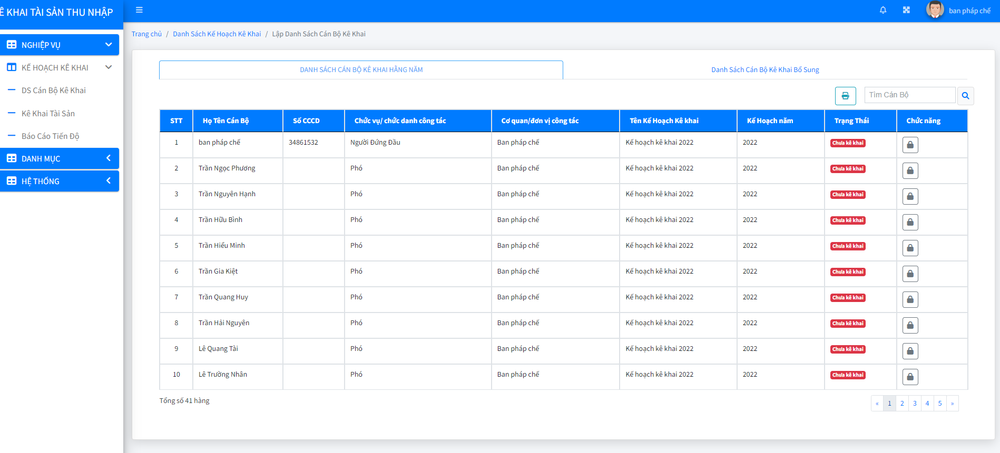 Ê KHAI TÀI SẢN THU NHẬP
ban pháp chế
NGHIỆP VỤ
KẾ HOẠCH KÊ KHAI
DS Cán Bộ Kê Khai
Kê Khai Tài Sản
Báo Cáo Tiến Độ
DANH MỤC
HỆ THỐNG
Trang chủ / Danh Sách Kế Hoạch Kê Khai / Lập Danh Sách Cán Bộ Kê Khai
DANH SÁCH CÁN BỘ KÊ KHAI HẰNG NĂM Danh Sách Cán Bộ Kê Khai Bổ Sung
Tìm Cán Bộ
STT Họ Tên Cán Bộ Số CCCD Chức vụ/ chức danh công tác Cơ quan/đơn vị công tác Tên Kế Hoạch Kê khai Kế Hoạch năm Trạng Thái Chức năng
1 ban pháp chế 34861532 Người Đứng Đầu Ban pháp chế Kế hoạch kê khai 2022 2022 Chưa kê khai
2 Trần Ngọc Phương Phó Ban pháp chế Kế hoạch kê khai 2022 2022 Chưa kê khai
3 Trần Nguyên Hạnh Phó Ban pháp chế Kế hoạch kê khai 2022 2022 Chưa kê khai
4 Trần Hữu Bình Phó Ban pháp chế Kế hoạch kê khai 2022 2022 Chưa kê khai
5 Trần Hiểu Minh Phó Ban pháp chế Kế hoạch kê khai 2022 2022 Chưa kê khai
6 Trần Gia Kiệt Phó Ban pháp chế Kế hoạch kê khai 2022 2022 Chưa kê khai
7 Trần Quang Huy Phó Ban pháp chế Kế hoạch kê khai 2022 2022 Chưa kê khai
8 Trần Hải Nguyên Phó Ban pháp chế Kế hoạch kê khai 2022 2022 Chưa kê khai
9 Lê Quang Tài Phó Ban pháp chế Kế hoạch kê khai 2022 2022 Chưa kê khai
10 Lê Trường Nhân Phó Ban pháp chế Kế hoạch kê khai 2022 2022 Chưa kê khai
Tổng số 41 hàng
« 1 2 3 4 5 »